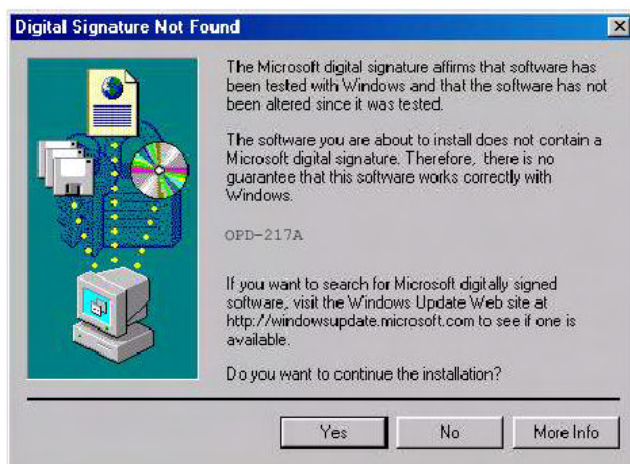 Digital Signature Not Found
The Microsoft digital signature affirms that software has
been tested with Windows and that the software has not
been altered since it was tested.
The software you are about to install does not contain a
Microsoft digital signature. Therefore, there is no
guarantee that this software works correctly with
Windows.
OPD-217A
If you want to search for Microsoft digitally signed
software, visit the Windows Update Web site at
http://windowsupdate.microsoft.com to see if one is
available.
Do you want to continue the installation?
Yes No More Info